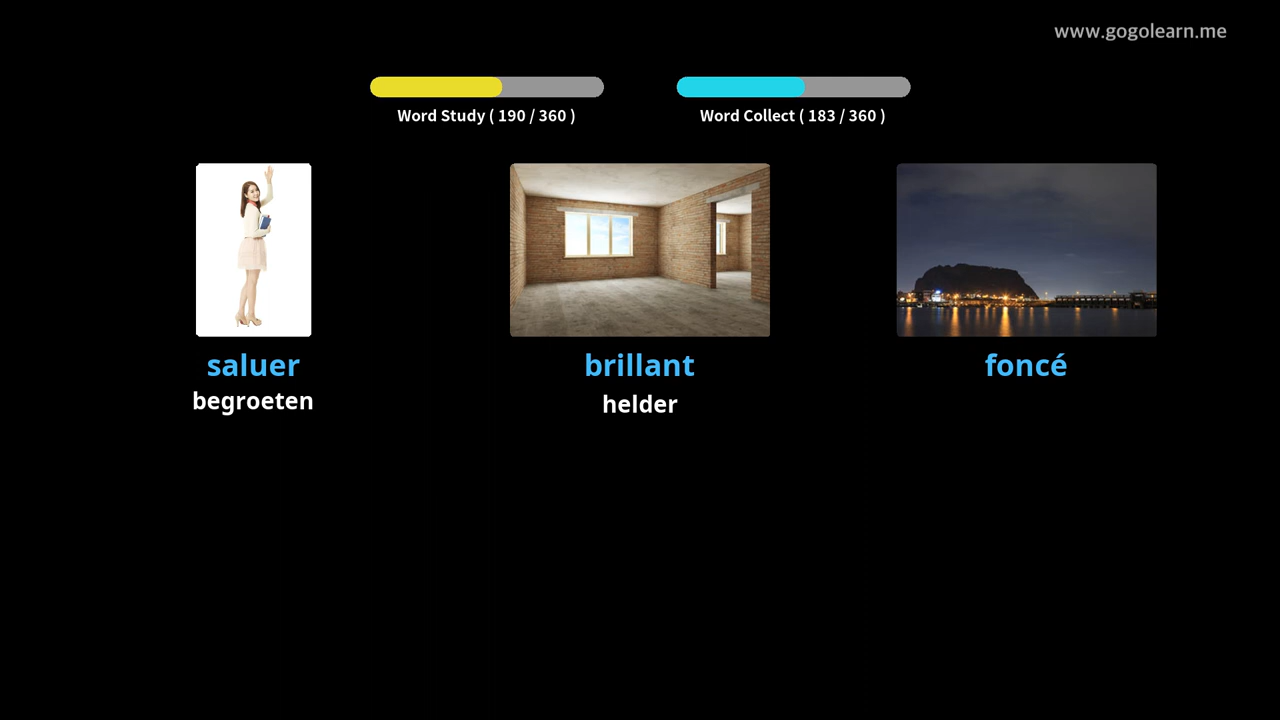 www.gogolearn.me
Word Study ( 190 / 360 )
Word Collect ( 183 / 360 )
saluer
begroeten
brillant
helder
foncé